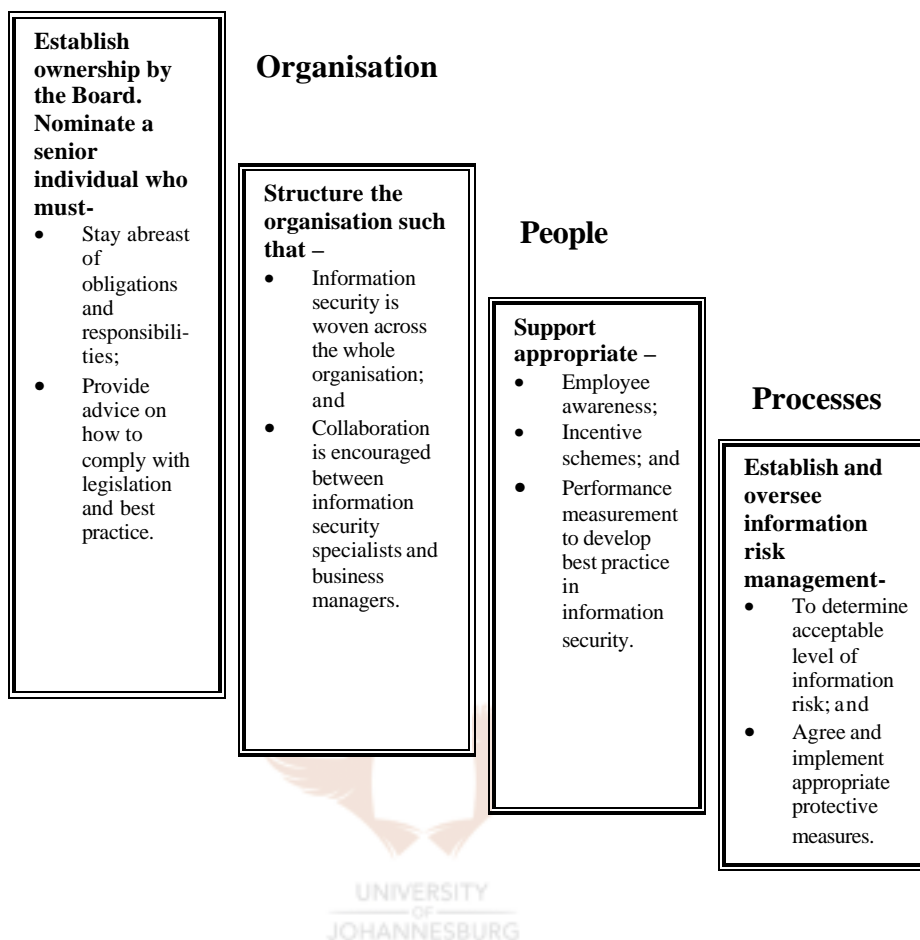 Establish
ownership by
the Board.
Nominate a
senior
individual who
must-
• Stay abreast
of
obligations
and
responsibili-
ties;
• Provide
advice on
how to
comply with
legislation
and best
practice.
Organisation
Structure the
organisation such
that –
• Information
security is
woven across
the whole
organisation;
and
• Collaboration
is encouraged
between
information
security
specialists and
business
managers.
People
Support
appropriate –
• Employee
awareness;
• Incentive
schemes; and
• Performance
measurement
to develop
best practice
in
information
security.
Processes
Establish and
oversee
information
risk
management-
• To determine
acceptable
level of
information
risk; and
• Agree and
implement
appropriate
protective
measures.
UNIVERSITY
OF
JOHANNESBURG